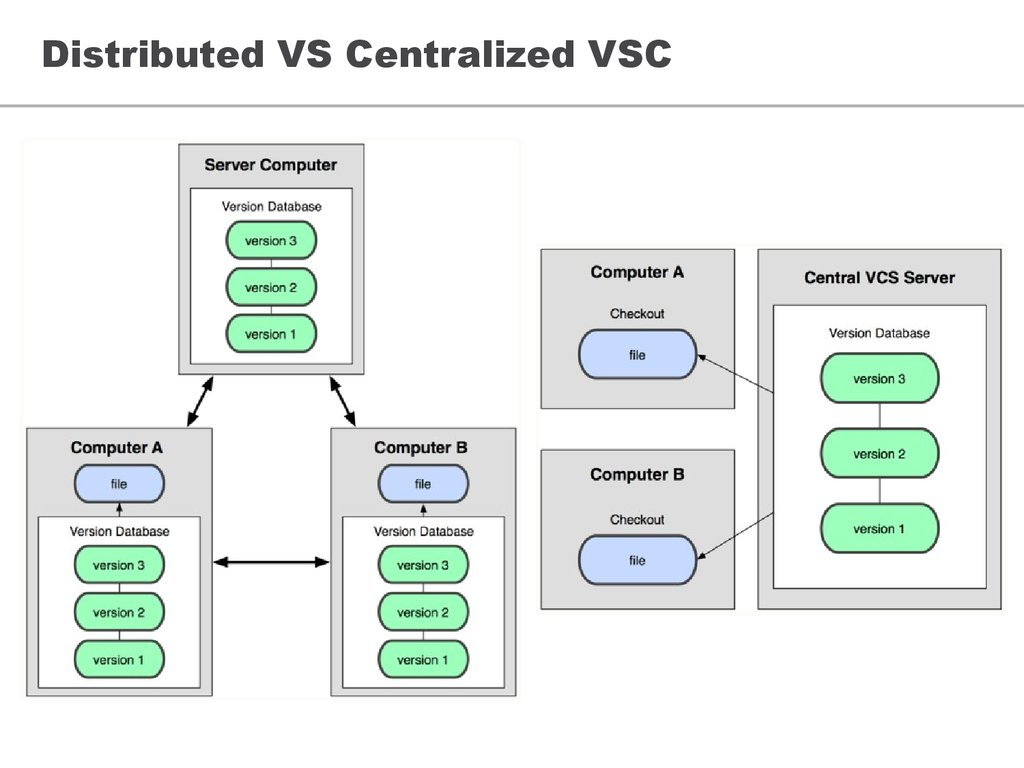 Distributed VS Centralized VSC
Server Computer
Version Database
version 3
version 2
version 1
Computer A
file
Version Database
version 3
version 2
version 1
Computer B
file
Version Database
version 3
version 2
version 1
Computer A
Checkout
file
Computer B
Checkout
file
Central VCS Server
Version Database
version 3
version 2
version 1